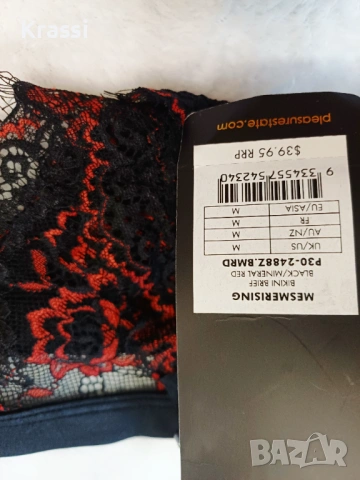 Krassi
pleasurestate.com
$39.95 RRP
9 334557 542340
EU/ASIA M
FR M
AU/NZ M
UK/US M
P30-2488Z.BMRD
BLACK/MINERAL RED
BIKINI BRIEF
MESMERISING
BAZAR